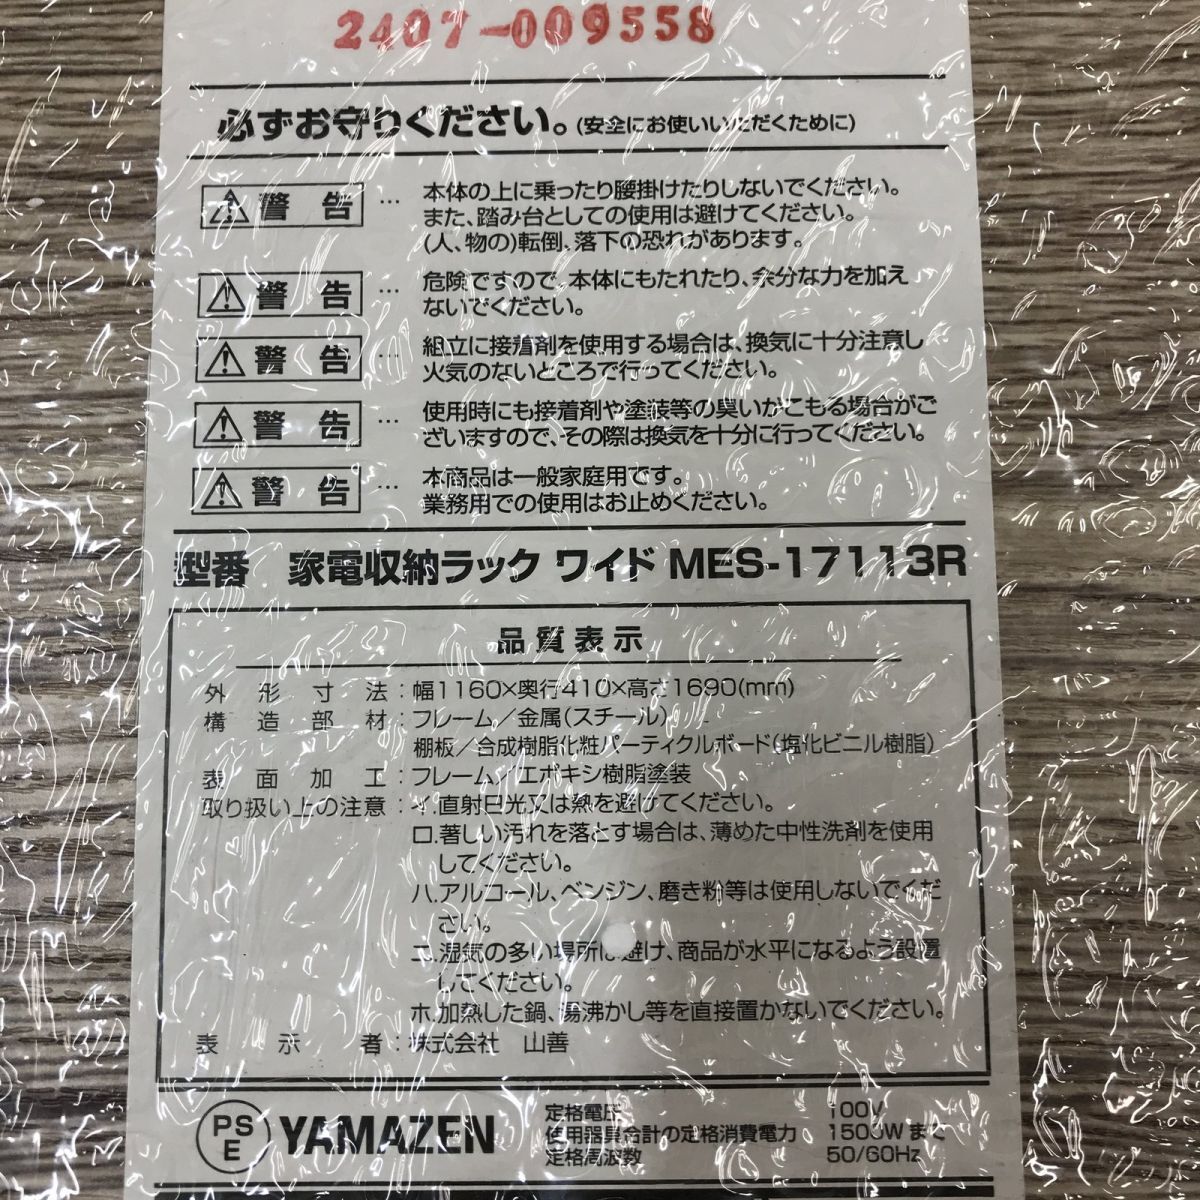 2407-009558
必ずお守りください。(安全にお使いいただくために)
警告 … 本体の上に乗ったり腰掛けたりしないでください。
また、踏み台としての使用は避けてください。
(人、物の)転倒、落下の恐れがあります。
警告 … 危険ですので、本体にもたれたり、余分な力を加え
ないでください。
警告 … 組立に接着剤を使用する場合は、換気に十分注意し
火気のないところで行ってください。
警告 … 使用時にも接着剤や塗装等の臭いがこもる場合がご
ざいますので、その際は換気を十分に行ってください。
警告 … 本商品は一般家庭用です。
業務用での使用はお止めください。
型番 家電収納ラック ワイド MES-17113R
品質表示
外形寸法:幅1160×奥行410×高さ1690(mm)
構造部材:フレーム/金属(スチール)
棚板/合成樹脂化粧パーティクルボード(塩化ビニル樹脂)
表面加工:フレーム/エポキシ樹脂塗装
取り扱い上の注意:イ.直射日光又は熱を避けてください。
ロ.著しい汚れを落とす場合は、薄めた中性洗剤を使用
してください。
ハ.アルコール、ベンジン、磨き粉等は使用しないでくだ
さい。
ニ.湿気の多い場所は避け、商品が水平になるよう設置
してください。
ホ.加熱した鍋、湯沸かし等を直接置かないでください。
表示者:株式会社 山善
PS
E
YAMAZEN
定格電圧 100V
使用器具合計の定格消費電力 1500Wまで
定格周波数 50/60Hz